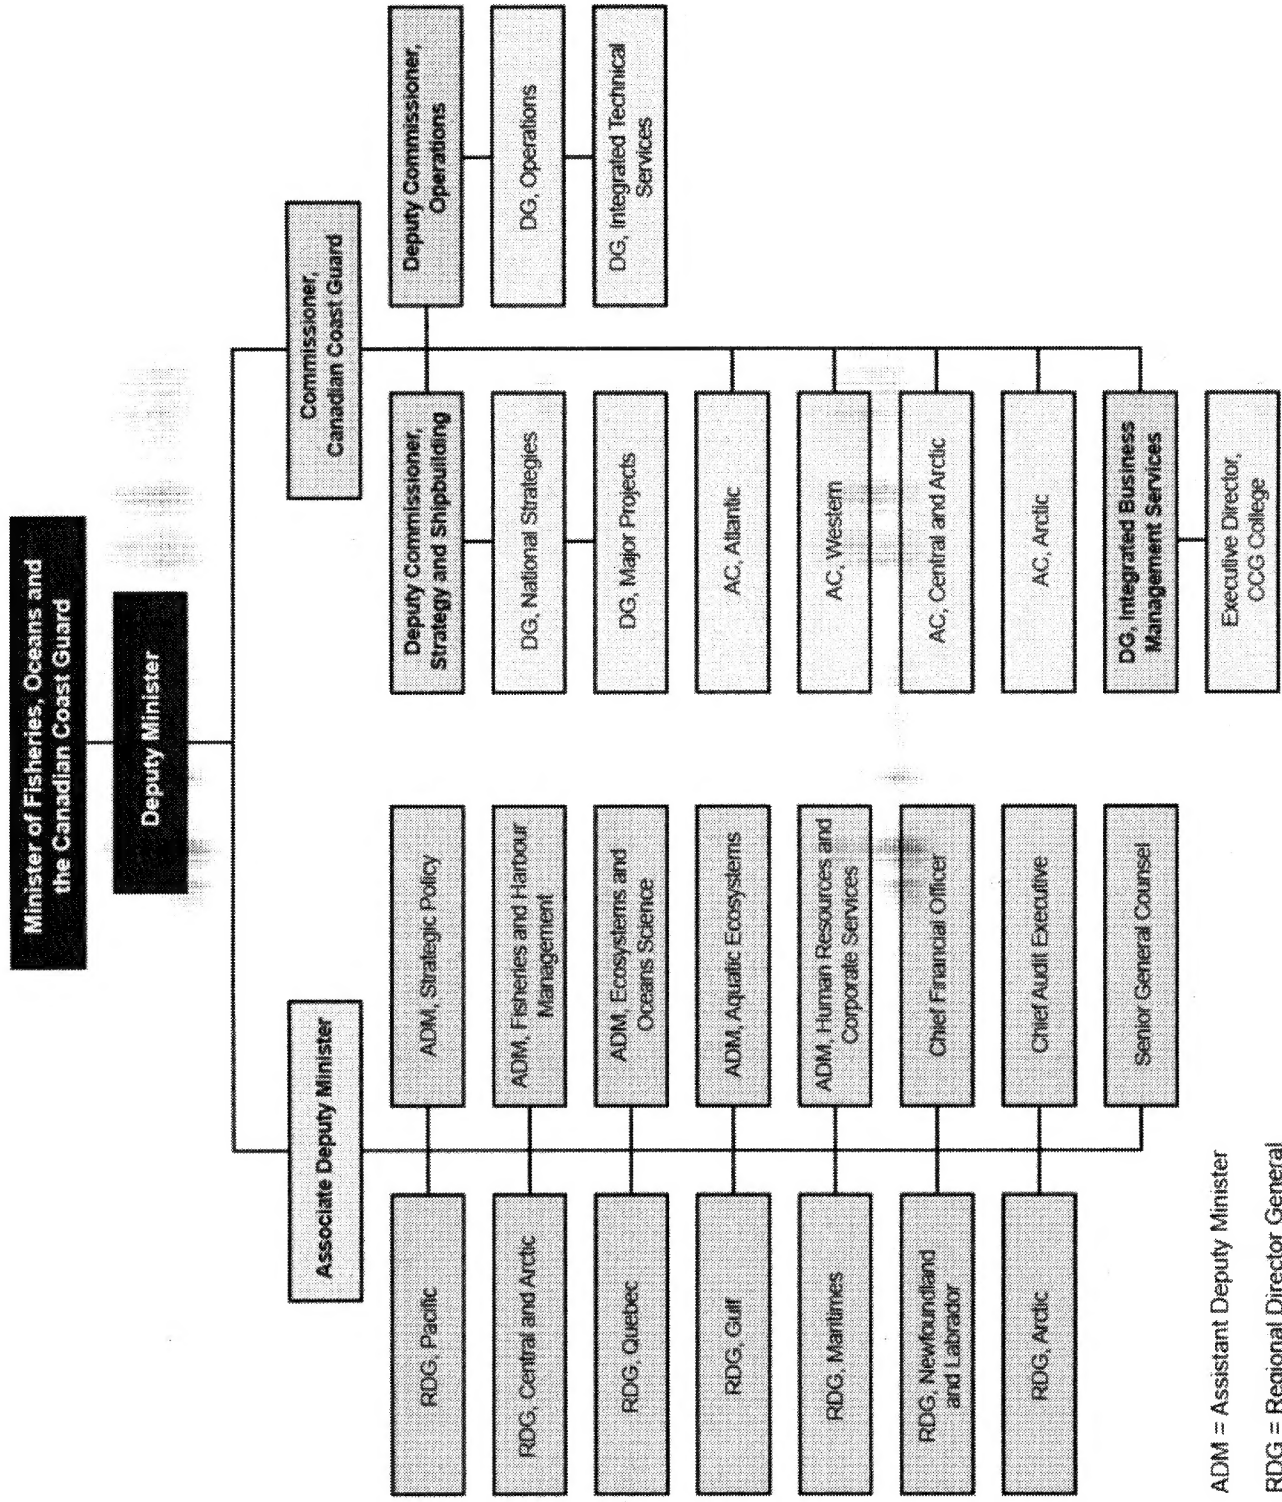 Minister of Fisheries, Oceans and
the Canadian Coast Guard
Deputy Minister
Associate Deputy Minister
RDG, Pacific
RDG, Central and Arctic
RDG, Quebec
RDG, Gulf
RDG, Maritimes
RDG, Newfoundland
and Labrador
RDG, Arctic
ADM, Strategic Policy
ADM, Fisheries and Harbour
Management
ADM, Ecosystems and
Oceans Science
ADM, Aquatic Ecosystems
ADM, Human Resources and
Corporate Services
Chief Financial Officer
Chief Audit Executive
Senior General Counsel
Commissioner,
Canadian Coast Guard
Deputy Commissioner,
Strategy and Shipbuilding
DG, National Strategies
DG, Major Projects
AC, Atlantic
AC, Western
AC, Central and Arctic
AC, Arctic
DG, Integrated Business
Management Services
Executive Director,
CCG College
Deputy Commissioner,
Operations
DG, Operations
DG, Integrated Technical
Services
ADM = Assistant Deputy Minister
RDG = Regional Director General